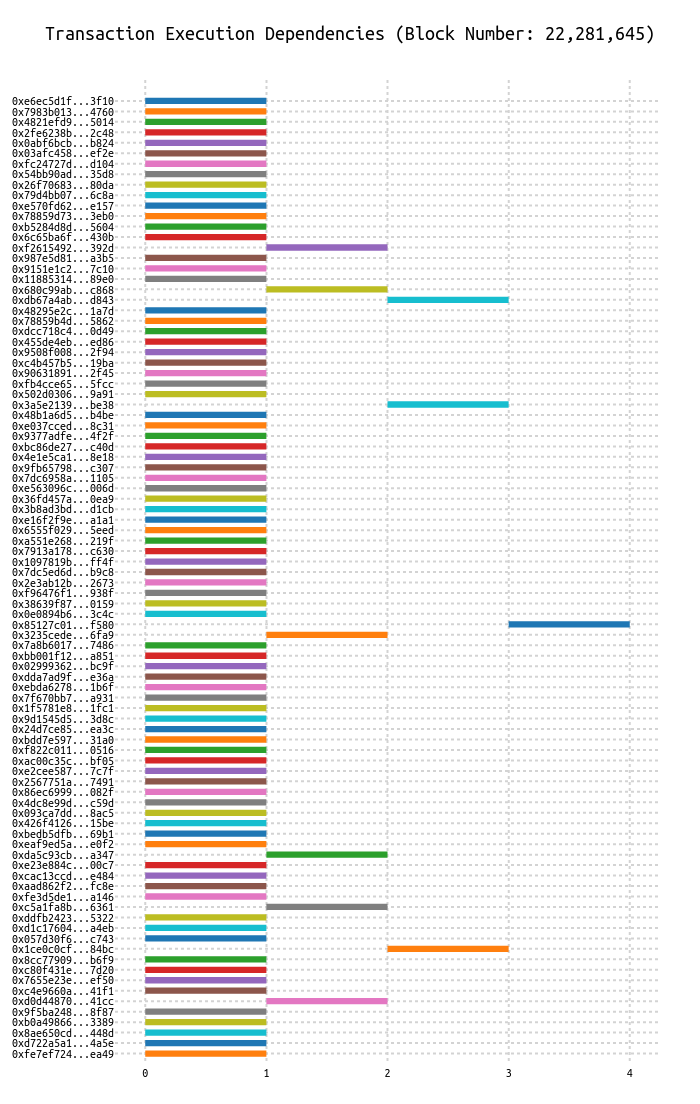 Transaction Execution Dependencies (Block Number: 22,281,645)
0xe6ec5d1f...3f10
0x7983b013...4760
0x4821efd9...5014
0x2fe6238b...2c48
0x0abf6bcb...b824
0x03afc458...ef2e
0xfc24727d...d104
0x54bb90ad...35d8
0x26f70683...80da
0x79d4bb07...6c8a
0xe570fd62...e157
0x78859d73...3eb0
0xb5284d8d...5604
0x6c65ba6f...430b
0xf2615492...392d
0x987e5d81...a3b5
0x9151e1c2...7c10
0x11885314...89e0
0x680c99ab...c868
0xdb67a4ab...d843
0x48295e2c...1a7d
0x78859b4d...5862
0xdcc718c4...0d49
0x455de4eb...ed86
0x9508f008...2f94
0xc4b457b5...19ba
0x90631891...2f45
0xfb4cce65...5fcc
0x502d0306...9a91
0x3a5e2139...be38
0x48b1a6d5...b4be
0xe037cced...8c31
0x9377adfe...4f2f
0xbc86de27...c40d
0x4e1e5ca1...8e18
0x9fb65798...c307
0x7dc6958a...1105
0xe563096c...006d
0x36fd457a...0ea9
0x3b8ad3bd...d1cb
0xe16f2f9e...a1a1
0x6555f029...5eed
0xa551e268...219f
0x7913a178...c630
0x1097819b...ff4f
0x7dc5ed6d...b9c8
0x2e3ab12b...2673
0xf96476f1...938f
0x38639f87...0159
0x0e0894b6...3c4c
0x85127c01...f580
0x3235cede...6fa9
0x7a8b6017...7486
0xbb001f12...a851
0x02999362...bc9f
0xdda7ad9f...e36a
0xebda6278...1b6f
0x7f670bb7...a931
0x1f5781e8...1fc1
0x9d1545d5...3d8c
0x24d7ce85...ea3c
0xbdd7e597...31a0
0xf822c011...0516
0xac00c35c...bf05
0xe2cee587...7c7f
0x2567751a...7491
0x86ec6999...082f
0x4dc8e99d...c59d
0x093ca7dd...8ac5
0x426f4126...15be
0xbedb5dfb...69b1
0xeaf9ed5a...e0f2
0xda5c93cb...a347
0xe23e884c...00c7
0xcac13ccd...e484
0xaad862f2...fc8e
0xfe3d5de1...a146
0xc5a1fa8b...6361
0xddfb2423...5322
0xd1c17604...a4eb
0x057d30f6...c743
0x1ce0c0cf...84bc
0x8cc77909...b6f9
0xc80f431e...7d20
0x7655e23e...ef50
0xc4e9660a...41f1
0xd0d44870...41cc
0x9f5ba248...8f87
0xb0a49866...3389
0x8ae650cd...448d
0xd722a5a1...4a5e
0xfe7ef724...ea49
0 1 2 3 4